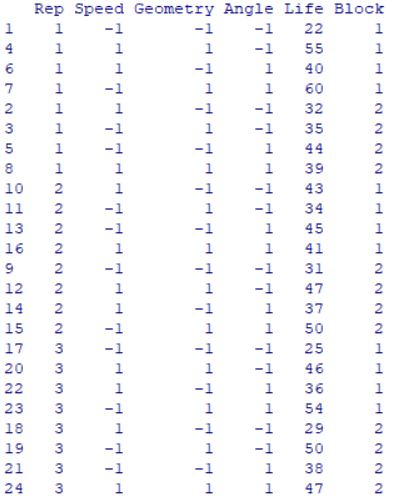 Rep Speed Geometry Angle Life Block
1 1 -1 -1 -1 22 1
4 1 1 1 -1 55 1
6 1 1 -1 1 40 1
7 1 -1 1 1 60 1
2 1 1 -1 -1 32 2
3 1 -1 1 -1 35 2
5 1 -1 -1 1 44 2
8 1 1 1 1 39 2
10 2 1 -1 -1 43 1
11 2 -1 1 -1 34 1
13 2 -1 -1 1 45 1
16 2 1 1 1 41 1
9 2 -1 -1 -1 31 2
12 2 1 1 -1 47 2
14 2 1 -1 1 37 2
15 2 -1 1 1 50 2
17 3 -1 -1 -1 25 1
20 3 1 1 -1 46 1
22 3 1 -1 1 36 1
23 3 -1 1 1 54 1
18 3 1 -1 -1 29 2
19 3 -1 1 -1 50 2
21 3 -1 -1 1 38 2
24 3 1 1 1 47 2